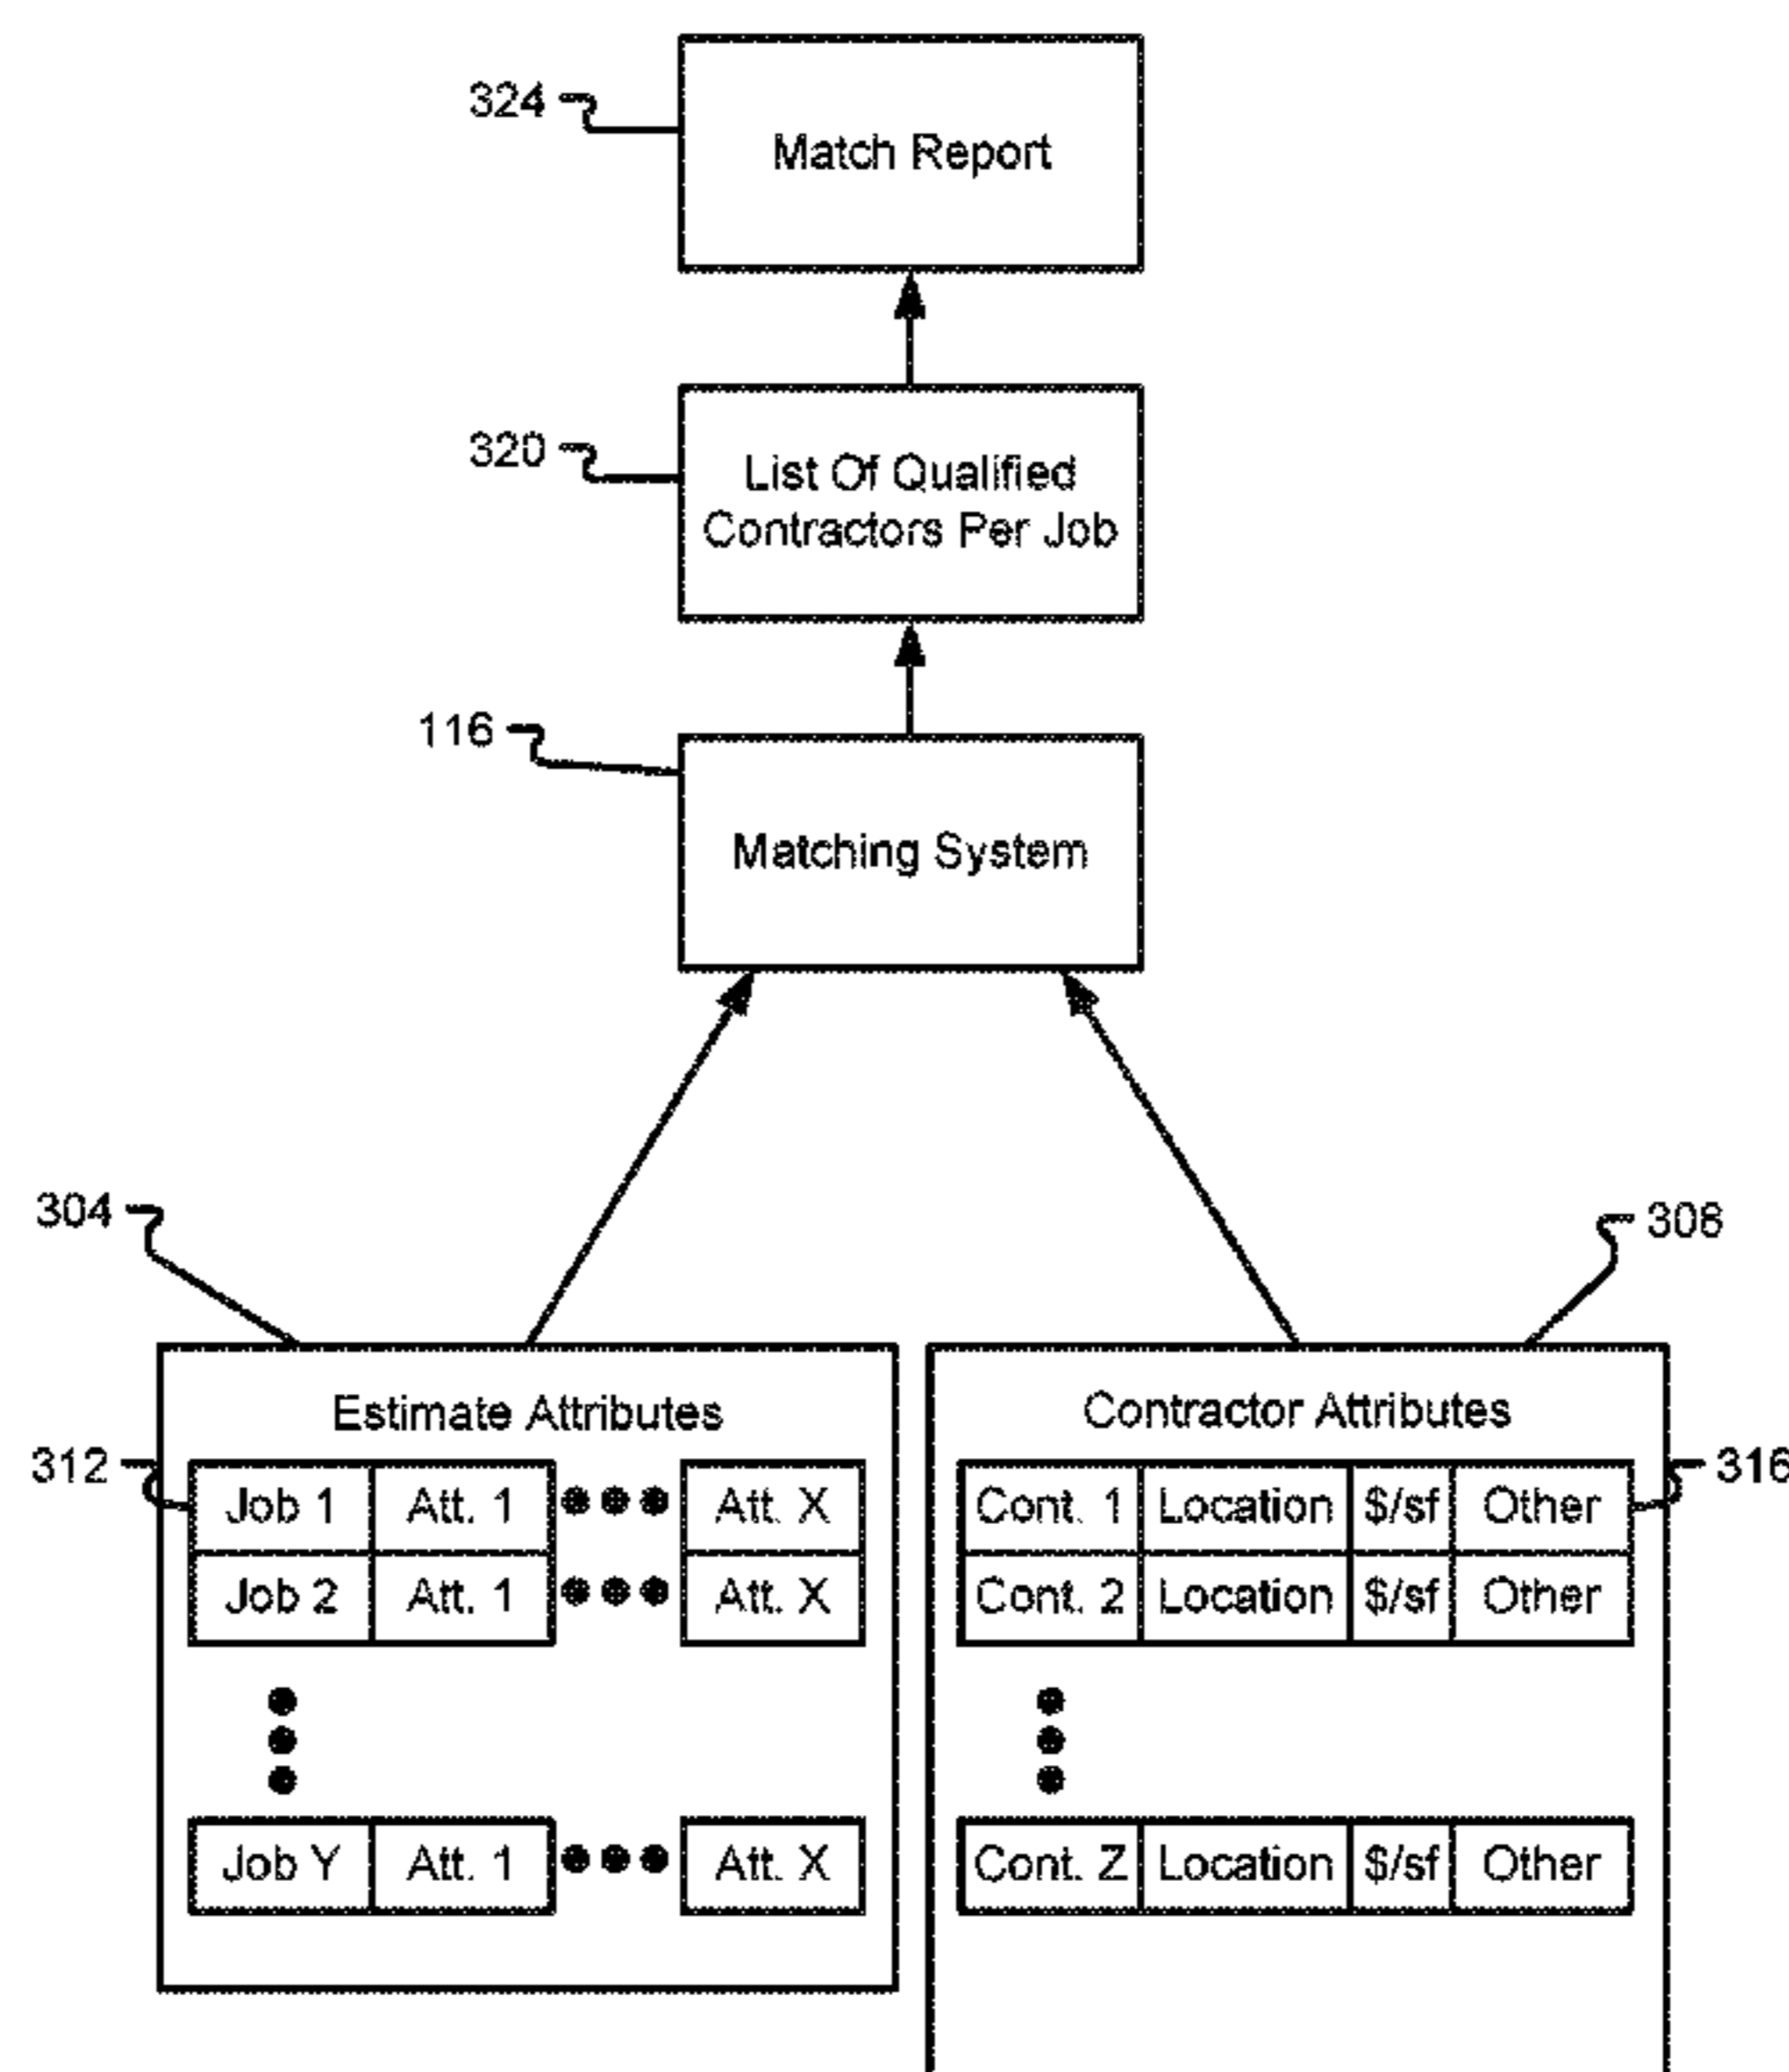 324
Match Report
320
List Of Qualified
Contractors Per Job
116
Matching System
304
308
Estimate Attributes
Contractor Attributes
312
Job 1 Att. 1 Att. X
Job 2 Att. 1 Att. X
Job Y Att. 1 Att. X
316
Cont. 1 Location $/sf Other
Cont. 2 Location $/sf Other
Cont. Z Location $/sf Other